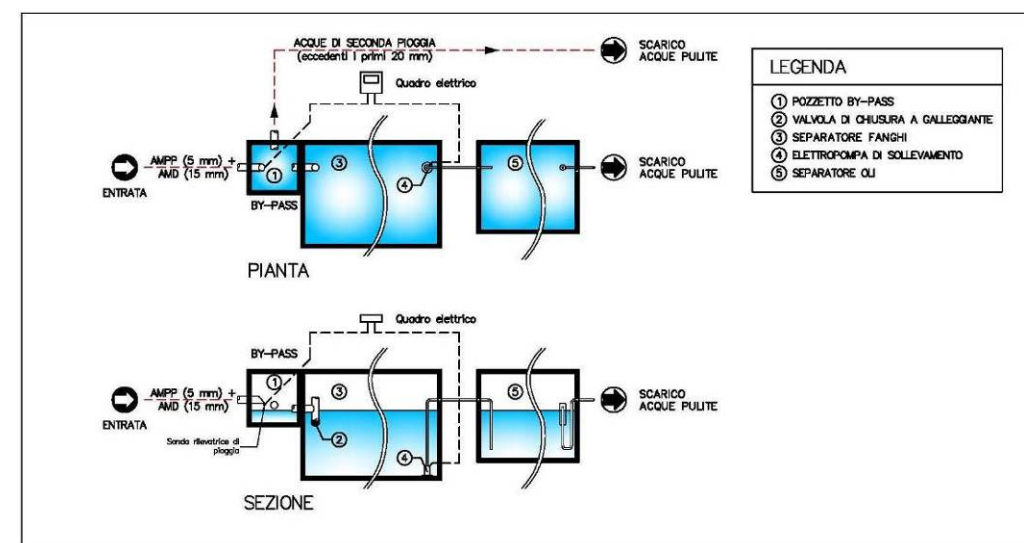 ACQUE DI SECONDA PIOGGIA
(eccedenti i primi 20 mm)
SCARICO
ACQUE PULITE
Quadro elettrico
AMPP (5 mm) +
AMD (15 mm)
ENTRATA
1
BY-PASS
3
4
5
SCARICO
ACQUE PULITE
PIANTA
LEGENDA
1 POZZETTO BY-PASS
2 VALVOLA DI CHIUSURA A GALLEGGIANTE
3 SEPARATORE FANGHI
4 ELETTROPOMPA DI SOLLEVAMENTO
5 SEPARATORE OLI
Quadro elettrico
BY-PASS
AMPP (5 mm) +
AMD (15 mm)
ENTRATA
1
Sonda rilevatrice di
pioggia
2
3
4
5
SCARICO
ACQUE PULITE
SEZIONE